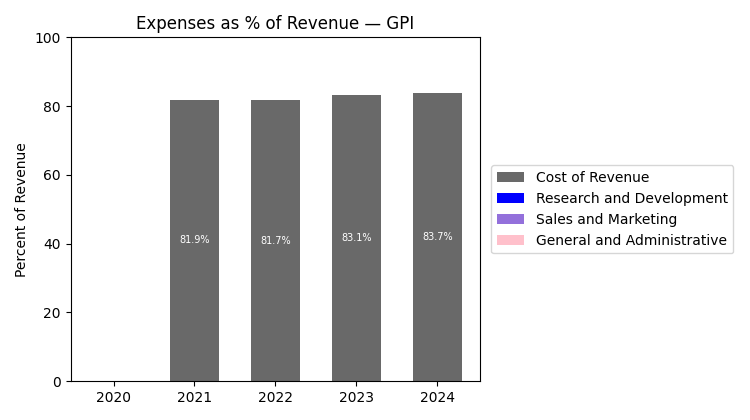 Expenses as % of Revenue — GPI
Percent of Revenue
100
80
60
40
20
0
81.9%
81.7%
83.1%
83.7%
2020
2021
2022
2023
2024
Cost of Revenue
Research and Development
Sales and Marketing
General and Administrative